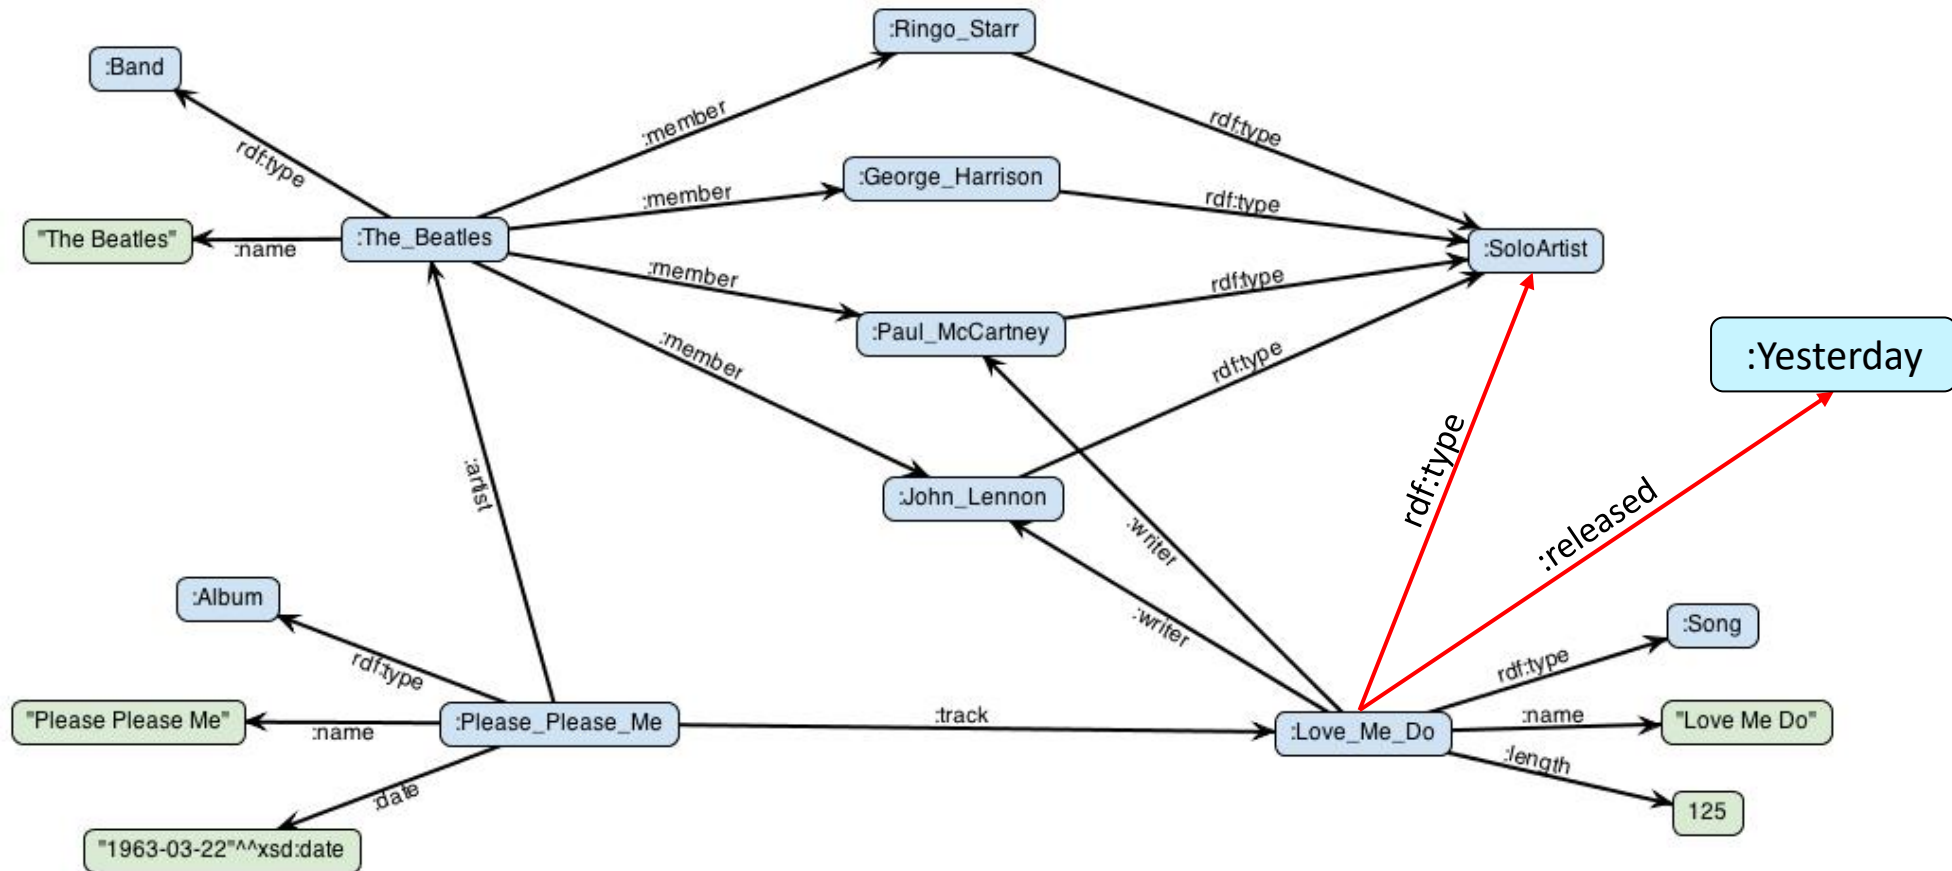 :Ringo_Starr
:Band
:member
rdf:type
rdf:type
:George_Harrison
:member
rdf:type
"The Beatles"
:name
:The_Beatles
:SoloArtist
:member
rdf:type
:Paul_McCartney
:Yesterday
:member
rdf:type
:artist
:John_Lennon
rdf:type
:released
:writer
:writer
:Album
:Song
rdf:type
rdf:type
"Please Please Me"
:name
:Please_Please_Me
:track
:Love_Me_Do
:name
"Love Me Do"
:length
:date
125
"1963-03-22"^^xsd:date